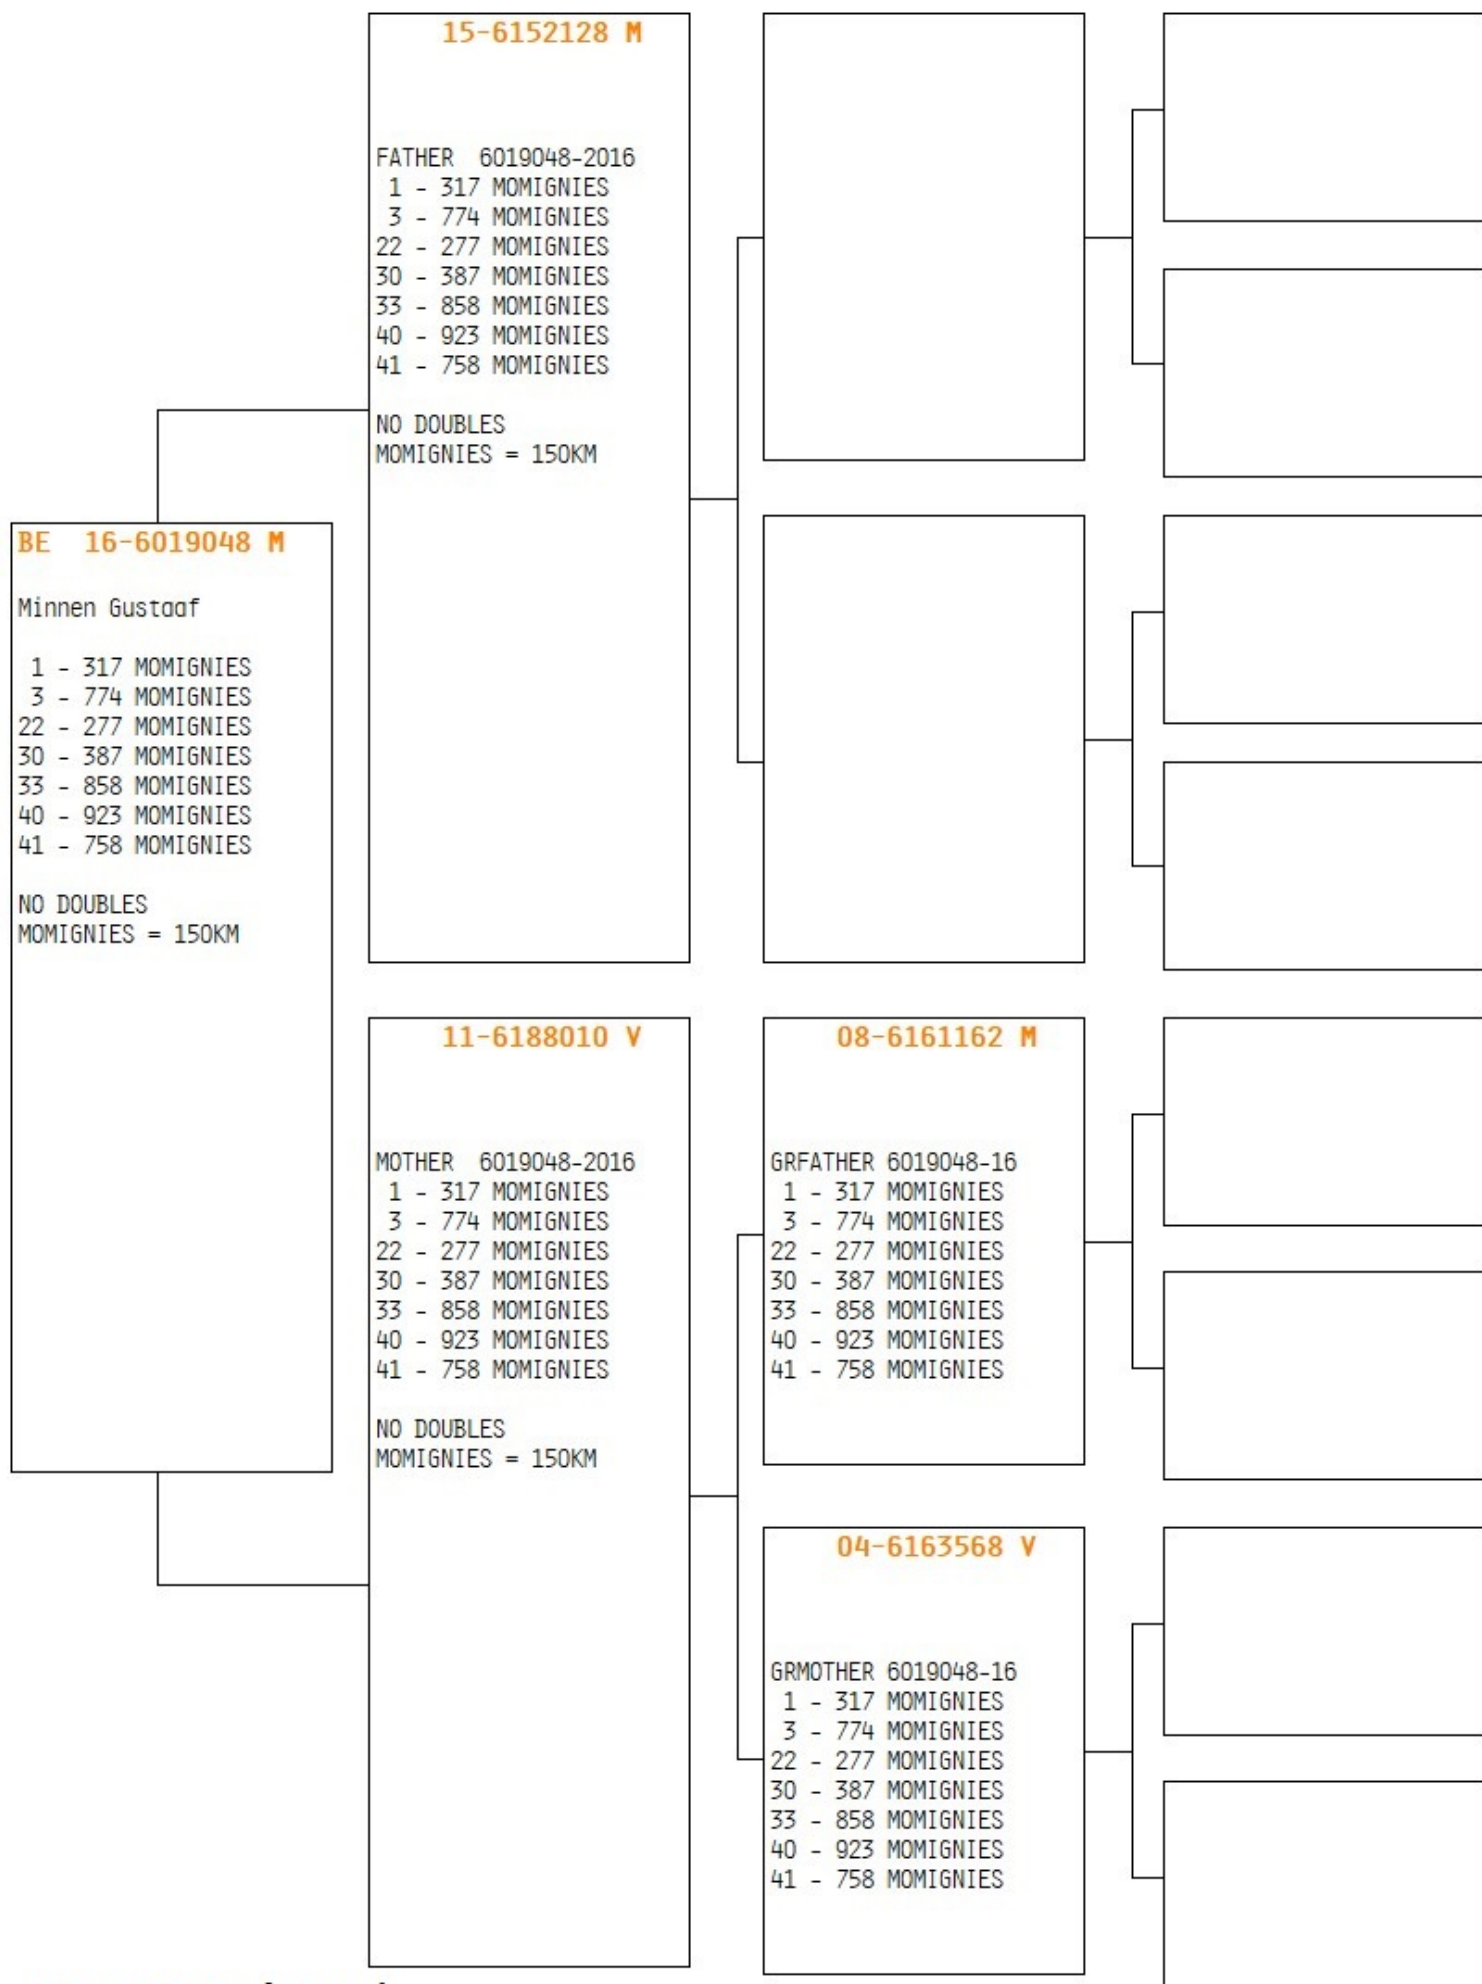 15-6152128 M
FATHER 6019048-2016
1 - 317 MOMIGNIES
3 - 774 MOMIGNIES
22 - 277 MOMIGNIES
30 - 387 MOMIGNIES
33 - 858 MOMIGNIES
40 - 923 MOMIGNIES
41 - 758 MOMIGNIES
NO DOUBLES
MOMIGNIES = 150KM
BE 16-6019048 M
Minnen Gustaaf
1 - 317 MOMIGNIES
3 - 774 MOMIGNIES
22 - 277 MOMIGNIES
30 - 387 MOMIGNIES
33 - 858 MOMIGNIES
40 - 923 MOMIGNIES
41 - 758 MOMIGNIES
NO DOUBLES
MOMIGNIES = 150KM
11-6188010 V
MOTHER 6019048-2016
1 - 317 MOMIGNIES
3 - 774 MOMIGNIES
22 - 277 MOMIGNIES
30 - 387 MOMIGNIES
33 - 858 MOMIGNIES
40 - 923 MOMIGNIES
41 - 758 MOMIGNIES
NO DOUBLES
MOMIGNIES = 150KM
08-6161162 M
GRFATHER 6019048-16
1 - 317 MOMIGNIES
3 - 774 MOMIGNIES
22 - 277 MOMIGNIES
30 - 387 MOMIGNIES
33 - 858 MOMIGNIES
40 - 923 MOMIGNIES
41 - 758 MOMIGNIES
04-6163568 V
GRMOTHER 6019048-16
1 - 317 MOMIGNIES
3 - 774 MOMIGNIES
22 - 277 MOMIGNIES
30 - 387 MOMIGNIES
33 - 858 MOMIGNIES
40 - 923 MOMIGNIES
41 - 758 MOMIGNIES